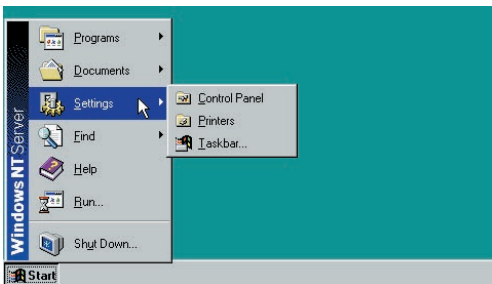 Programs
Documents
Settings
Find
Help
Run...
Shut Down...
Control Panel
Printers
Taskbar...
Windows NT Server
Start